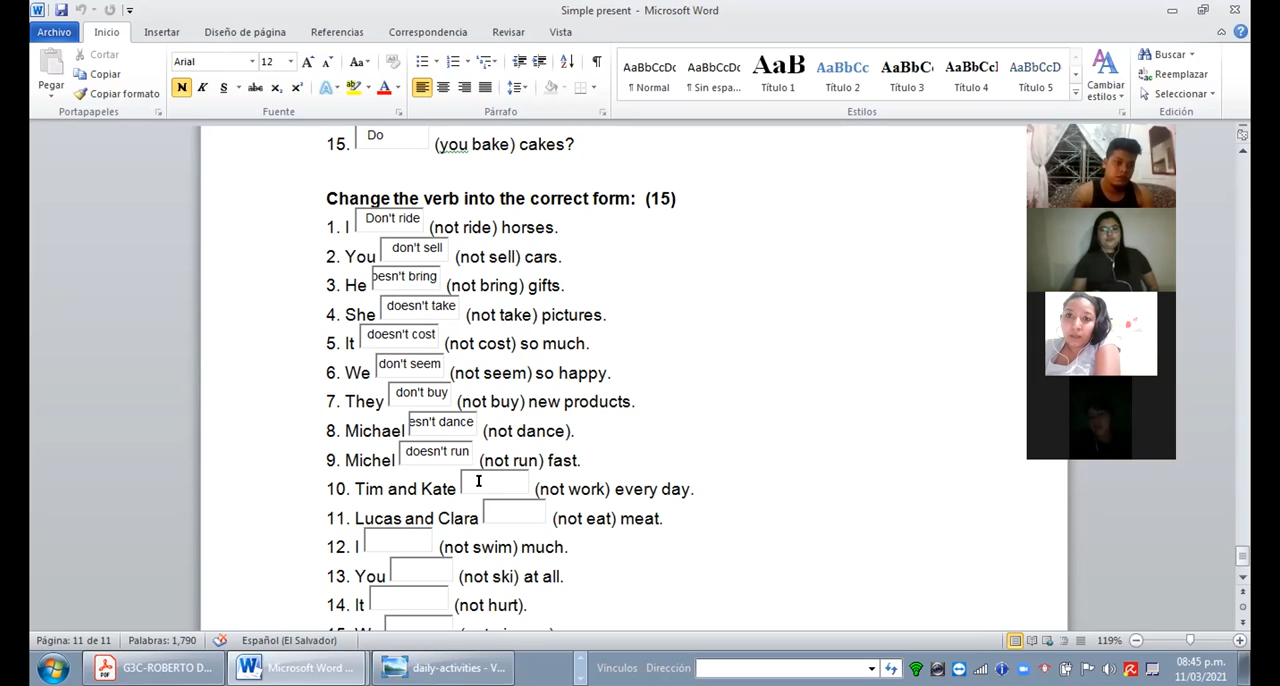 Simple present - Microsoft Word
Archivo Inicio Insertar Diseño de página Referencias Correspondencia Revisar Vista
Pegar
Cortar
Copiar
Copiar formato
Portapapeles
Arial 12
Fuente
Párrafo
AaBbCcDc AaBbCcDc AaB AaBbCc AaBbCc AaBbCcI AaBbCcDc
¶ Normal ¶ Sin espa... Título 1 Título 2 Título 3 Título 4 Título 5
Estilos
Cambiar estilos
Buscar
Reemplazar
Seleccionar
Edición
15. Do (you bake) cakes?
Change the verb into the correct form: (15)
1. I Don't ride (not ride) horses.
2. You don't sell (not sell) cars.
3. He oesn't bring (not bring) gifts.
4. She doesn't take (not take) pictures.
5. It doesn't cost (not cost) so much.
6. We don't seem (not seem) so happy.
7. They don't buy (not buy) new products.
8. Michael esn't dance (not dance).
9. Michel doesn't run (not run) fast.
10. Tim and Kate (not work) every day.
11. Lucas and Clara (not eat) meat.
12. I (not swim) much.
13. You (not ski) at all.
14. It (not hurt).
Página: 11 de 11 Palabras: 1,790 Español (El Salvador) 119%
G3C-ROBERTO D... Microsoft Word ... daily-activities - V... Vínculos Dirección
08:45 p.m.
11/03/2021